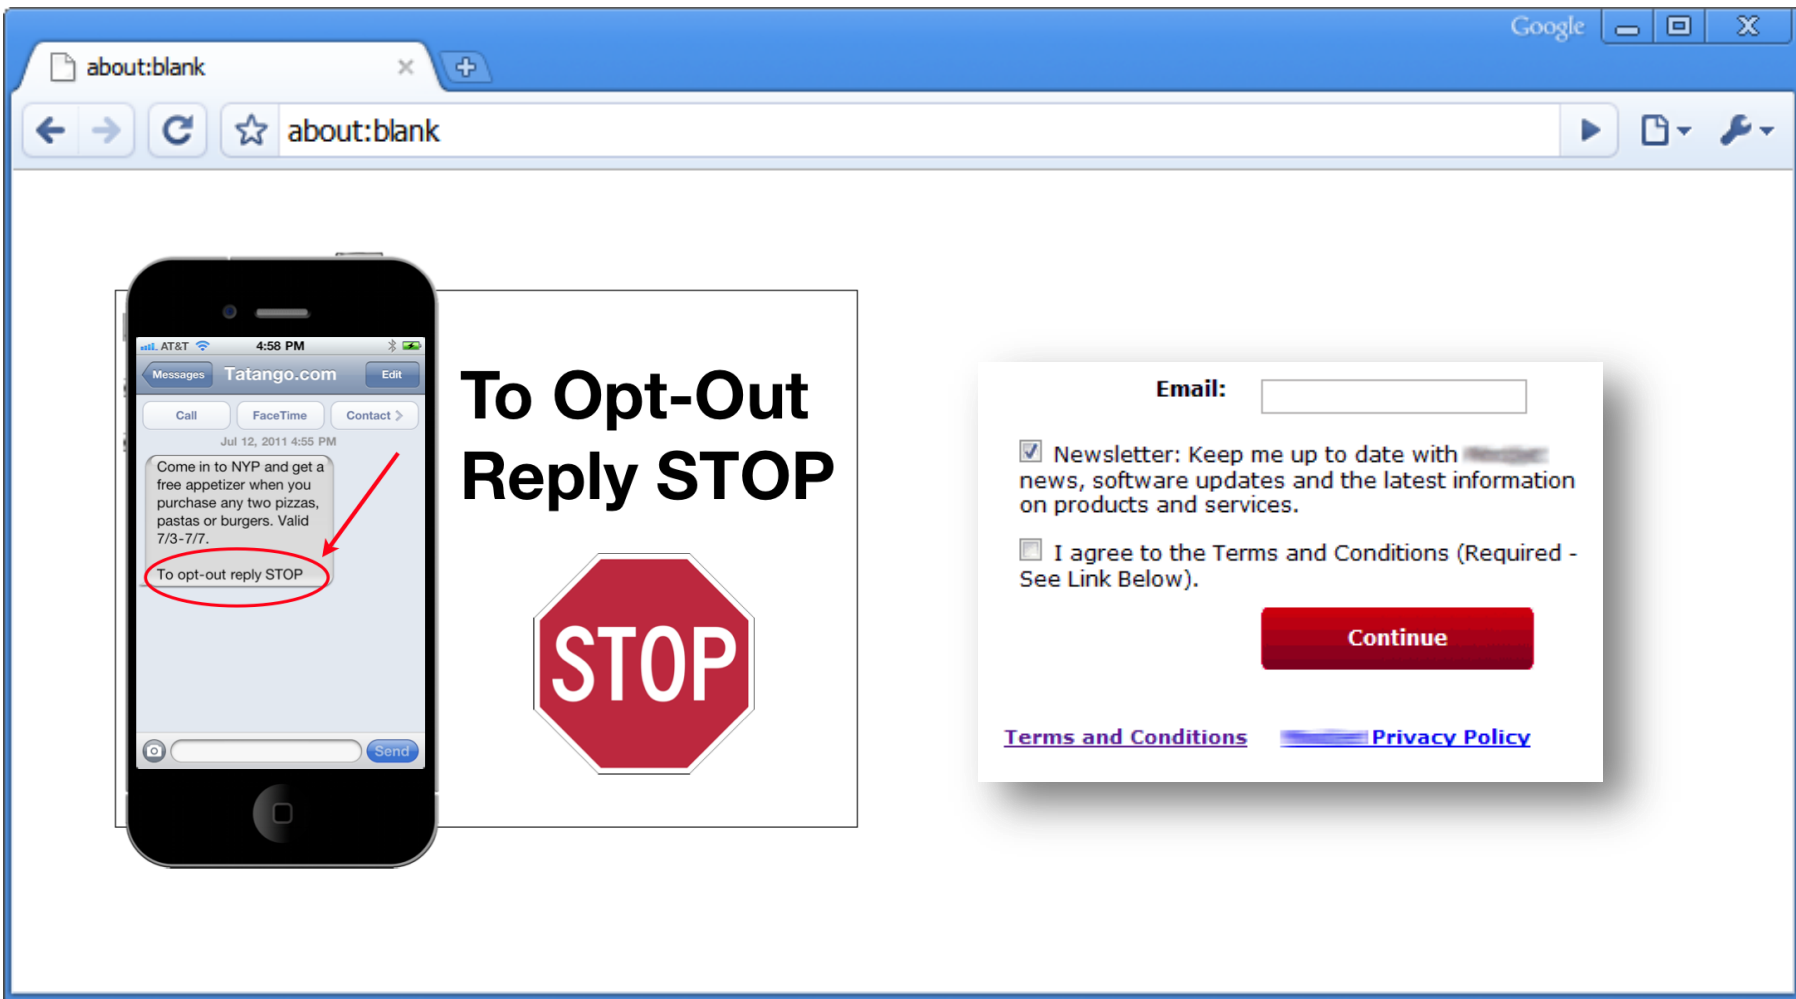 Google
about:blank
about:blank
AT&T 4:58 PM
Messages Tatango.com Edit
Call FaceTime Contact
Jul 12, 2011 4:55 PM
Come in to NYP and get a
free appetizer when you
purchase any two pizzas,
pastas or burgers. Valid
7/3-7/7.
To opt-out reply STOP
Send
To Opt-Out
Reply STOP
STOP
Email:
Newsletter: Keep me up to date with
news, software updates and the latest information
on products and services.
I agree to the Terms and Conditions (Required -
See Link Below).
Continue
Terms and Conditions Privacy Policy